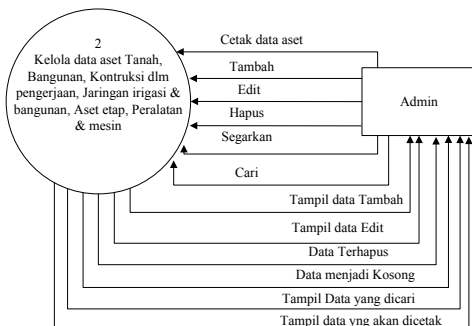 2
Kelola data aset Tanah,
Bangunan, Kontruksi dlm
pengerjaan, Jaringan irigasi &
bangunan, Aset etap, Peralatan
& mesin
Cetak data aset
Tambah
Edit
Hapus
Segarkan
Cari
Admin
Tampil data Tambah
Tampil data Edit
Data Terhapus
Data menjadi Kosong
Tampil Data yang dicari
Tampil data yng akan dicetak